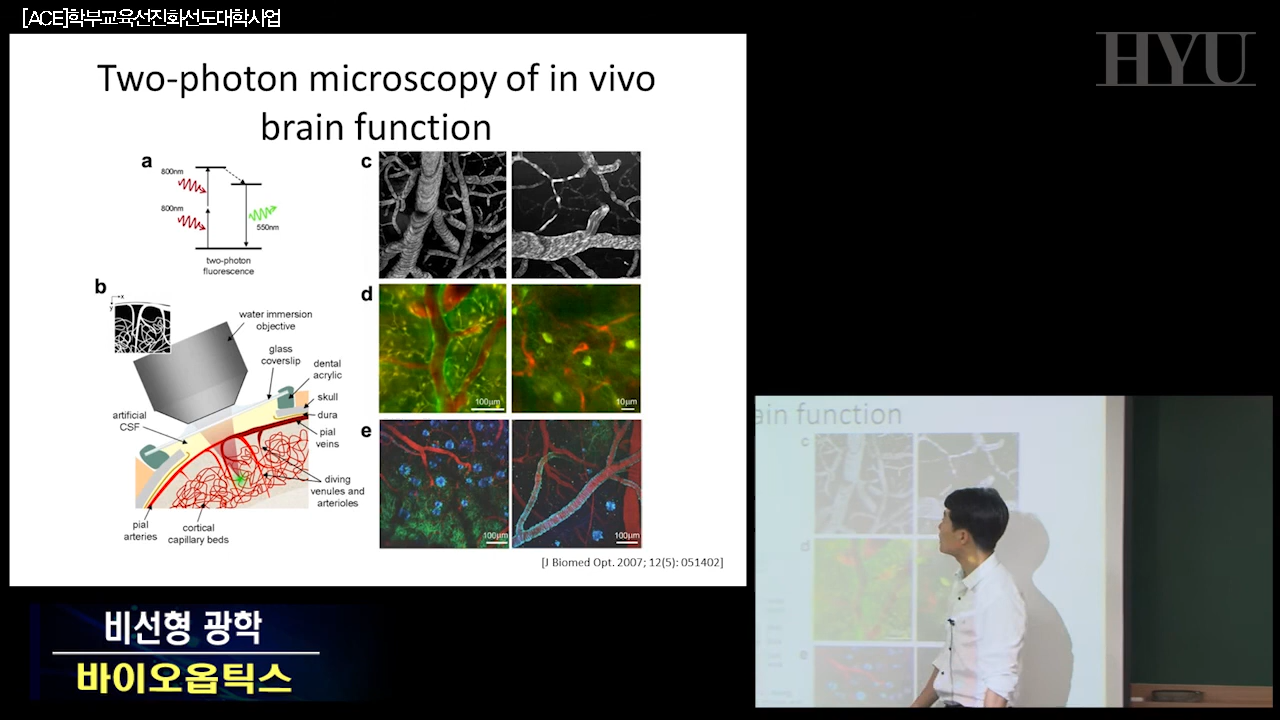 [ACE]학부교육선진화선도대학사업
HYU
Two-photon microscopy of in vivo
brain function
a
800nm
800nm
550nm
two-photon
fluorescence
b
x
y
water immersion
objective
glass
coverslip
dental
acrylic
skull
dura
pial
veins
artificial
CSF
diving
venules and
arterioles
pial
arteries
cortical
capillary beds
c
d
100μm
10μm
e
100μm
100μm
[J Biomed Opt. 2007; 12(5): 051402]
ain function
c
d
e
비선형 광학
바이오옵틱스